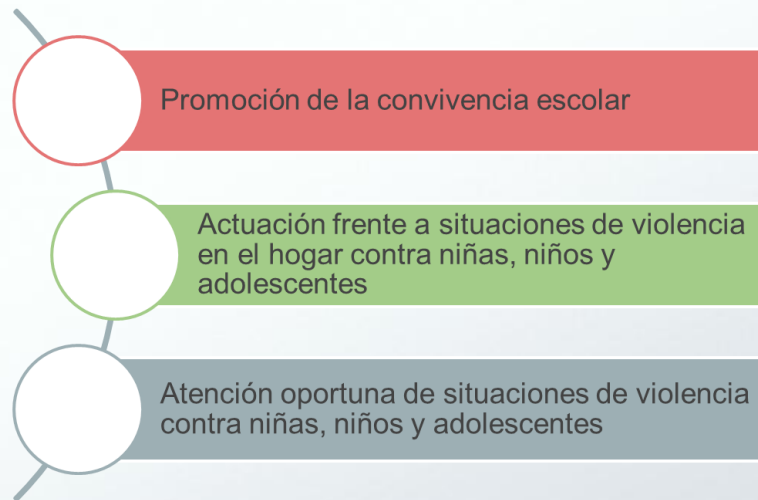 Promoción de la convivencia escolar
Actuación frente a situaciones de violencia
en el hogar contra niñas, niños y
adolescentes
Atención oportuna de situaciones de violencia
contra niñas, niños y adolescentes